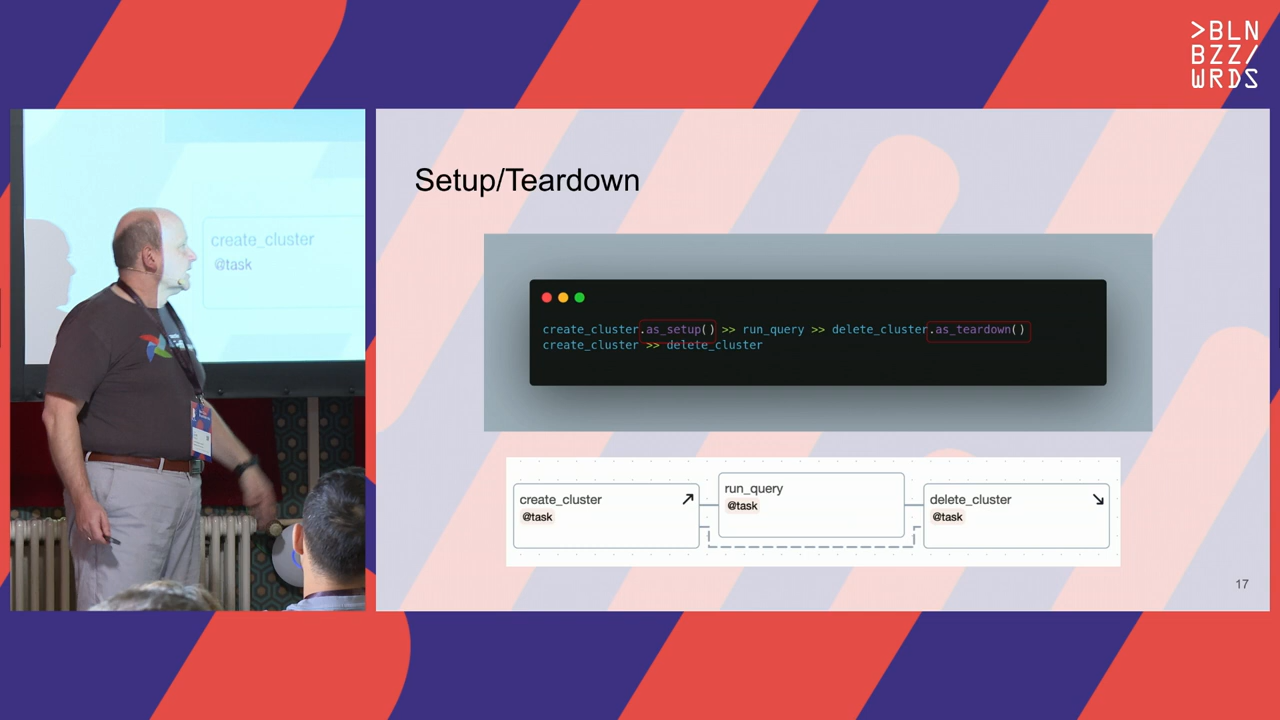 >BLN
BZZ/
WRDS
create_cluster
@task
Setup/Teardown
create_cluster.as_setup() >> run_query >> delete_cluster.as_teardown()
create_cluster >> delete_cluster
create_cluster
@task
run_query
@task
delete_cluster
@task
17